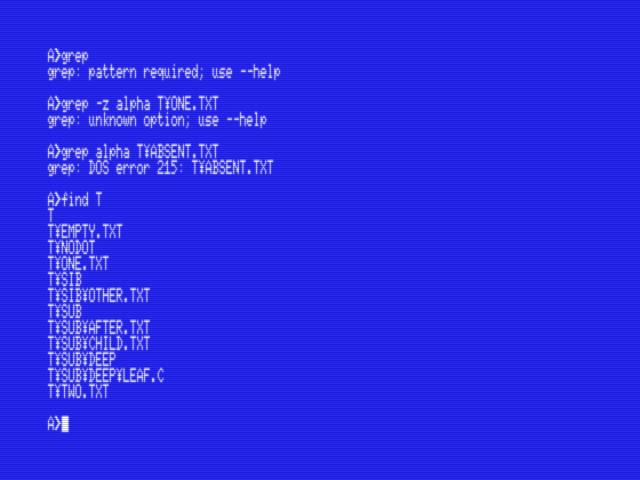 A>grep
grep: pattern required; use --help
A>grep -z alpha T¥ONE.TXT
grep: unknown option; use --help
A>grep alpha T¥ABSENT.TXT
grep: DOS error 215: T¥ABSENT.TXT
A>find T
T
T¥EMPTY.TXT
T¥NODOT
T¥ONE.TXT
T¥SIB
T¥SIB¥OTHER.TXT
T¥SUB
T¥SUB¥AFTER.TXT
T¥SUB¥CHILD.TXT
T¥SUB¥DEEP
T¥SUB¥DEEP¥LEAF.C
T¥TWO.TXT
A>